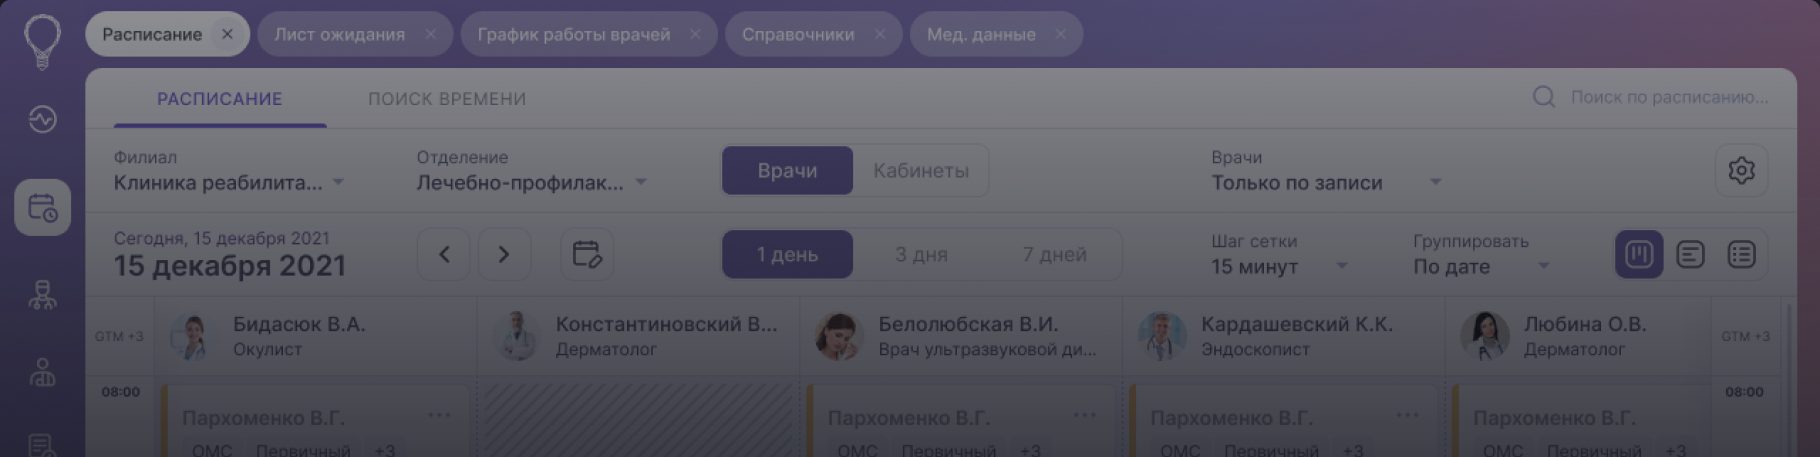 Расписание
Лист ожидания
График работы врачей
Справочники
Мед. данные
РАСПИСАНИЕ
ПОИСК ВРЕМЕНИ
Поиск по расписанию...
Филиал
Клиника реабилита...
Отделение
Лечебно-профилак...
Врачи
Кабинеты
Врачи
Только по записи
Сегодня, 15 декабря 2021
15 декабря 2021
1 день
3 дня
7 дней
Шаг сетки
15 минут
Группировать
По дате
GTM +3
Бидасюк В.А.
Окулист
Константиновский В...
Дерматолог
Белолюбская В.И.
Врач ультразвуковой ди...
Кардашевский К.К.
Эндоскопист
Любина О.В.
Дерматолог
GTM +3
08:00
Пархоменко В.Г.
ОМС Первичный +3
Пархоменко В.Г.
ОМС Первичный +3
Пархоменко В.Г.
ОМС Первичный +3
Пархоменко В.Г.
ОМС Первичный +3
08:00